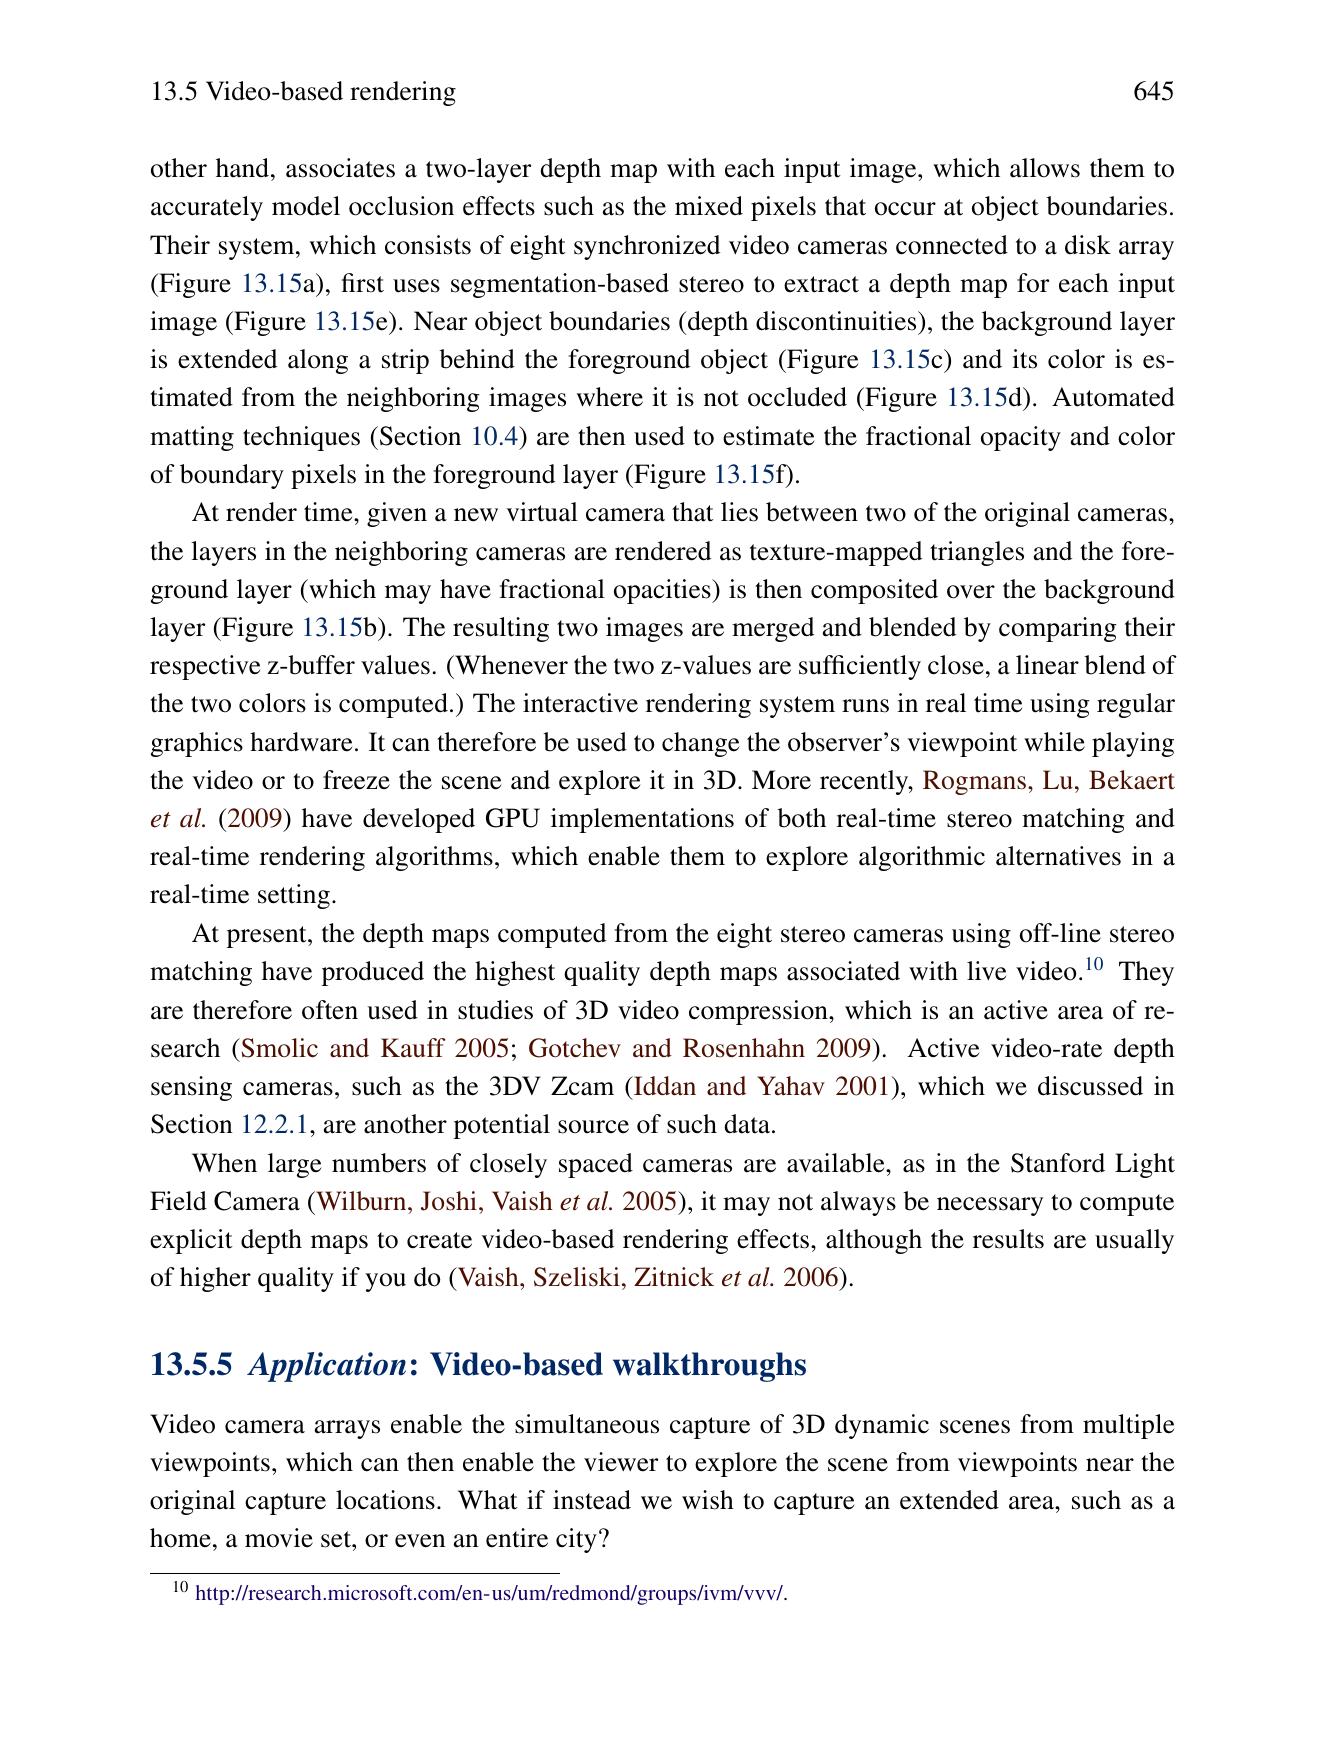 13.5 Video-based rendering 645
other hand, associates a two-layer depth map with each input image, which allows them to
accurately model occlusion effects such as the mixed pixels that occur at object boundaries.
Their system, which consists of eight synchronized video cameras connected to a disk array
(Figure 13.15a), first uses segmentation-based stereo to extract a depth map for each input
image (Figure 13.15e). Near object boundaries (depth discontinuities), the background layer
is extended along a strip behind the foreground object (Figure 13.15c) and its color is es-
timated from the neighboring images where it is not occluded (Figure 13.15d). Automated
matting techniques (Section 10.4) are then used to estimate the fractional opacity and color
of boundary pixels in the foreground layer (Figure 13.15f).
At render time, given a new virtual camera that lies between two of the original cameras,
the layers in the neighboring cameras are rendered as texture-mapped triangles and the fore-
ground layer (which may have fractional opacities) is then composited over the background
layer (Figure 13.15b). The resulting two images are merged and blended by comparing their
respective z-buffer values. (Whenever the two z-values are sufficiently close, a linear blend of
the two colors is computed.) The interactive rendering system runs in real time using regular
graphics hardware. It can therefore be used to change the observer's viewpoint while playing
the video or to freeze the scene and explore it in 3D. More recently, Rogmans, Lu, Bekaert
et al. (2009) have developed GPU implementations of both real-time stereo matching and
real-time rendering algorithms, which enable them to explore algorithmic alternatives in a
real-time setting.
At present, the depth maps computed from the eight stereo cameras using off-line stereo
matching have produced the highest quality depth maps associated with live video.10 They
are therefore often used in studies of 3D video compression, which is an active area of re-
search (Smolic and Kauff 2005; Gotchev and Rosenhahn 2009). Active video-rate depth
sensing cameras, such as the 3DV Zcam (Iddan and Yahav 2001), which we discussed in
Section 12.2.1, are another potential source of such data.
When large numbers of closely spaced cameras are available, as in the Stanford Light
Field Camera (Wilburn, Joshi, Vaish et al. 2005), it may not always be necessary to compute
explicit depth maps to create video-based rendering effects, although the results are usually
of higher quality if you do (Vaish, Szeliski, Zitnick et al. 2006).
13.5.5 Application: Video-based walkthroughs
Video camera arrays enable the simultaneous capture of 3D dynamic scenes from multiple
viewpoints, which can then enable the viewer to explore the scene from viewpoints near the
original capture locations. What if instead we wish to capture an extended area, such as a
home, a movie set, or even an entire city?
10 http://research.microsoft.com/en-us/um/redmond/groups/ivm/vvv/.